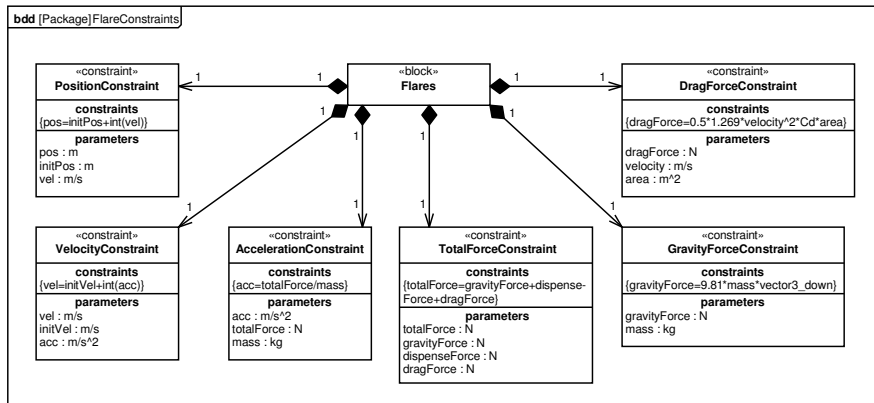 bdd [Package]FlareConstraints
«constraint»
PositionConstraint
constraints
{pos=initPos+int(vel)}
parameters
pos : m
initPos : m
vel : m/s
«block»
Flares
«constraint»
DragForceConstraint
constraints
{dragForce=0.5*1.269*velocity^2*Cd*area}
parameters
dragForce : N
velocity : m/s
area : m^2
1
1
1
1
1
1
1
1
1
1
1
1
«constraint»
VelocityConstraint
constraints
{vel=initVel+int(acc)}
parameters
vel : m/s
initVel : m/s
acc : m/s^2
«constraint»
AccelerationConstraint
constraints
{acc=totalForce/mass}
parameters
acc : m/s^2
totalForce : N
mass : kg
«constraint»
TotalForceConstraint
constraints
{totalForce=gravityForce+dispense-
Force+dragForce}
parameters
totalForce : N
gravityForce : N
dispenseForce : N
dragForce : N
«constraint»
GravityForceConstraint
constraints
{gravityForce=9.81*mass*vector3_down}
parameters
gravityForce : N
mass : kg